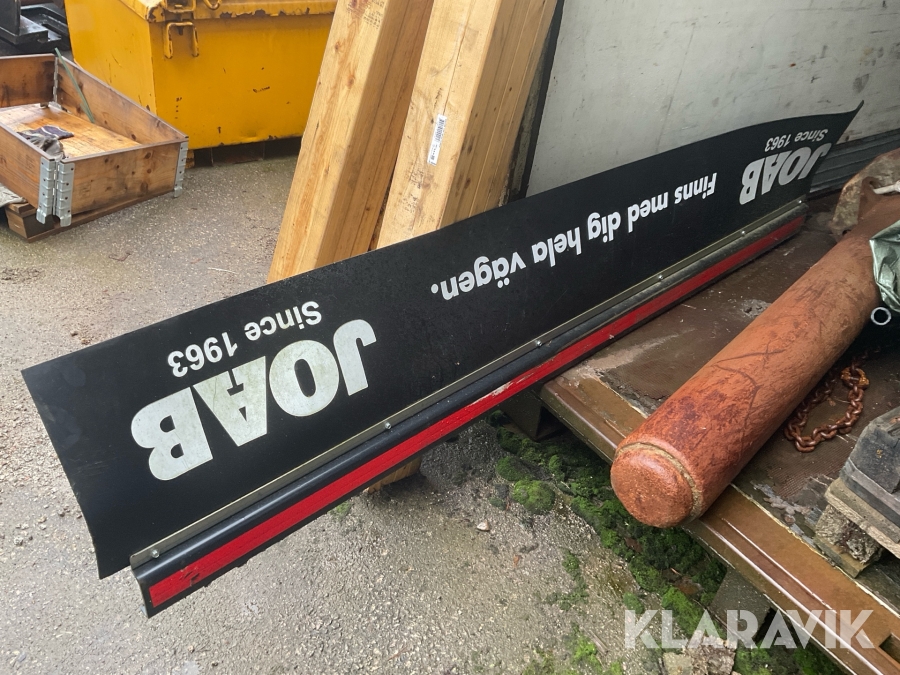 JOAB
Since 1963
Finns med dig hela vägen.
JOAB
Since 1963
KLARAVIK